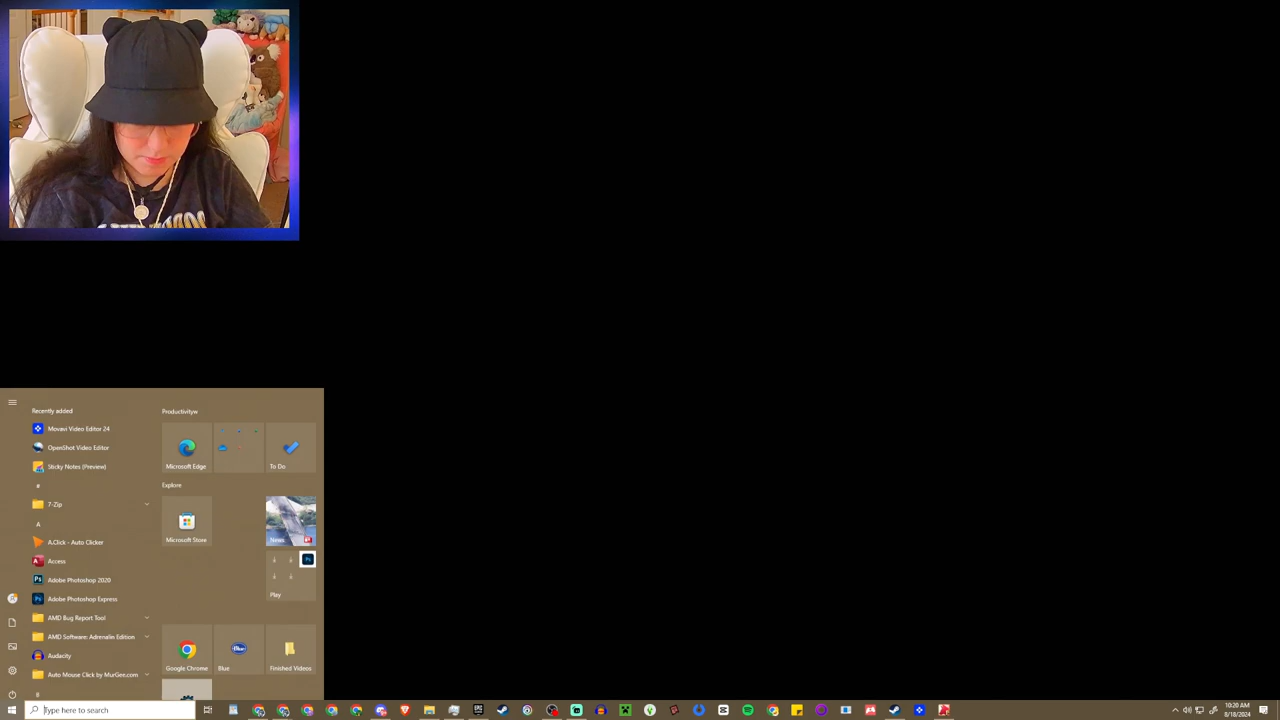 Recently added
Productivityw
Movavi Video Editor 24
OpenShot Video Editor
Sticky Notes (Preview)
Microsoft Edge
To Do
#
Explore
7-Zip
A
A.Click - Auto Clicker
Microsoft Store
News
Access
Adobe Photoshop 2020
Ps
Adobe Photoshop Express
Play
AMD Bug Report Tool
AMD Software: Adrenalin Edition
Audacity
Google Chrome
Blue
Finished Videos
Auto Mouse Click by MurGee.com
B
Type here to search
10:20 AM
8/18/2024